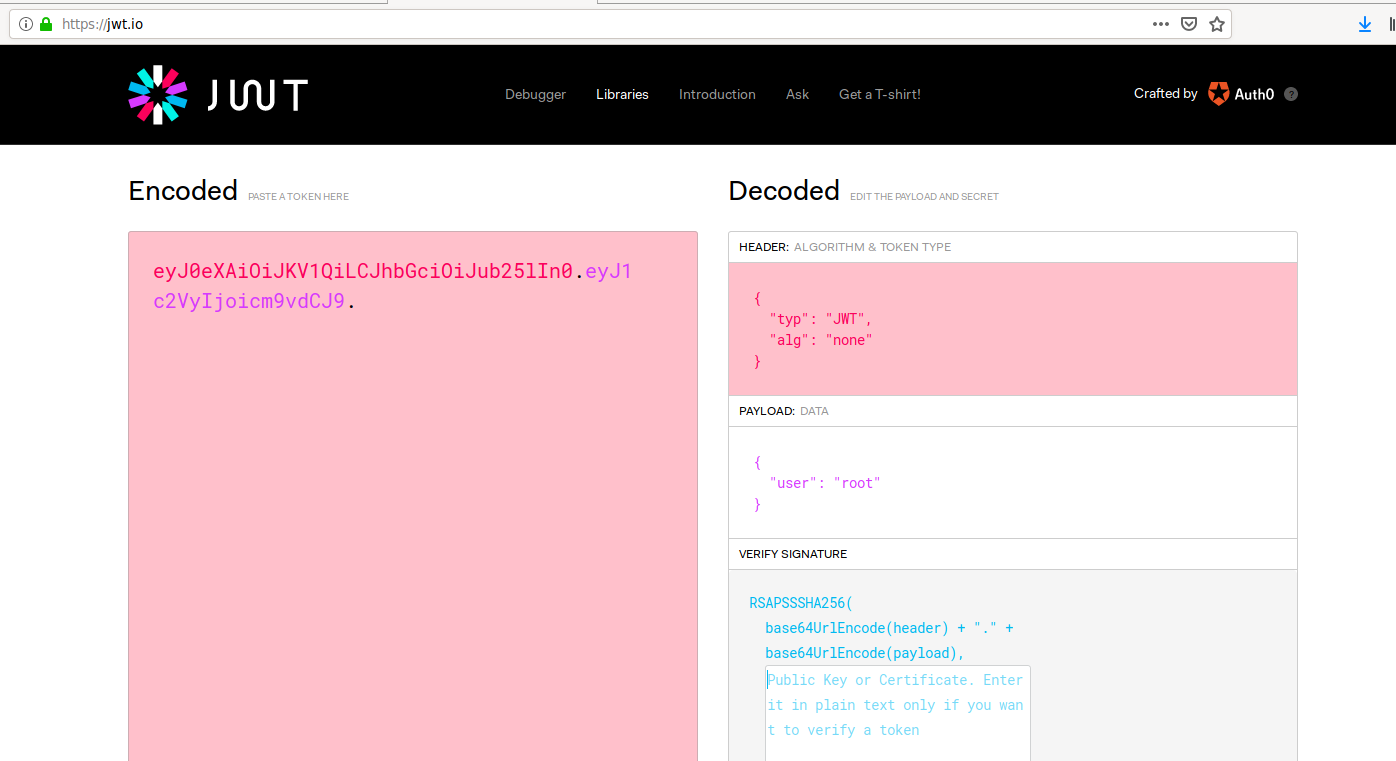 https://jwt.io
JWT
Debugger Libraries Introduction Ask Get a T-shirt!
Crafted by Auth0 ?
Encoded PASTE A TOKEN HERE
eyJ0eXAiOiJKV1QiLCJhbGciOiJub25lIn0.eyJ1
c2VyIjoicm9vdCJ9.
Decoded EDIT THE PAYLOAD AND SECRET
HEADER: ALGORITHM & TOKEN TYPE
{
"typ": "JWT",
"alg": "none"
}
PAYLOAD: DATA
{
"user": "root"
}
VERIFY SIGNATURE
RSAPSSSHA256(
base64UrlEncode(header) + "." +
base64UrlEncode(payload),
Public Key or Certificate. Enter
it in plain text only if you wan
t to verify a token